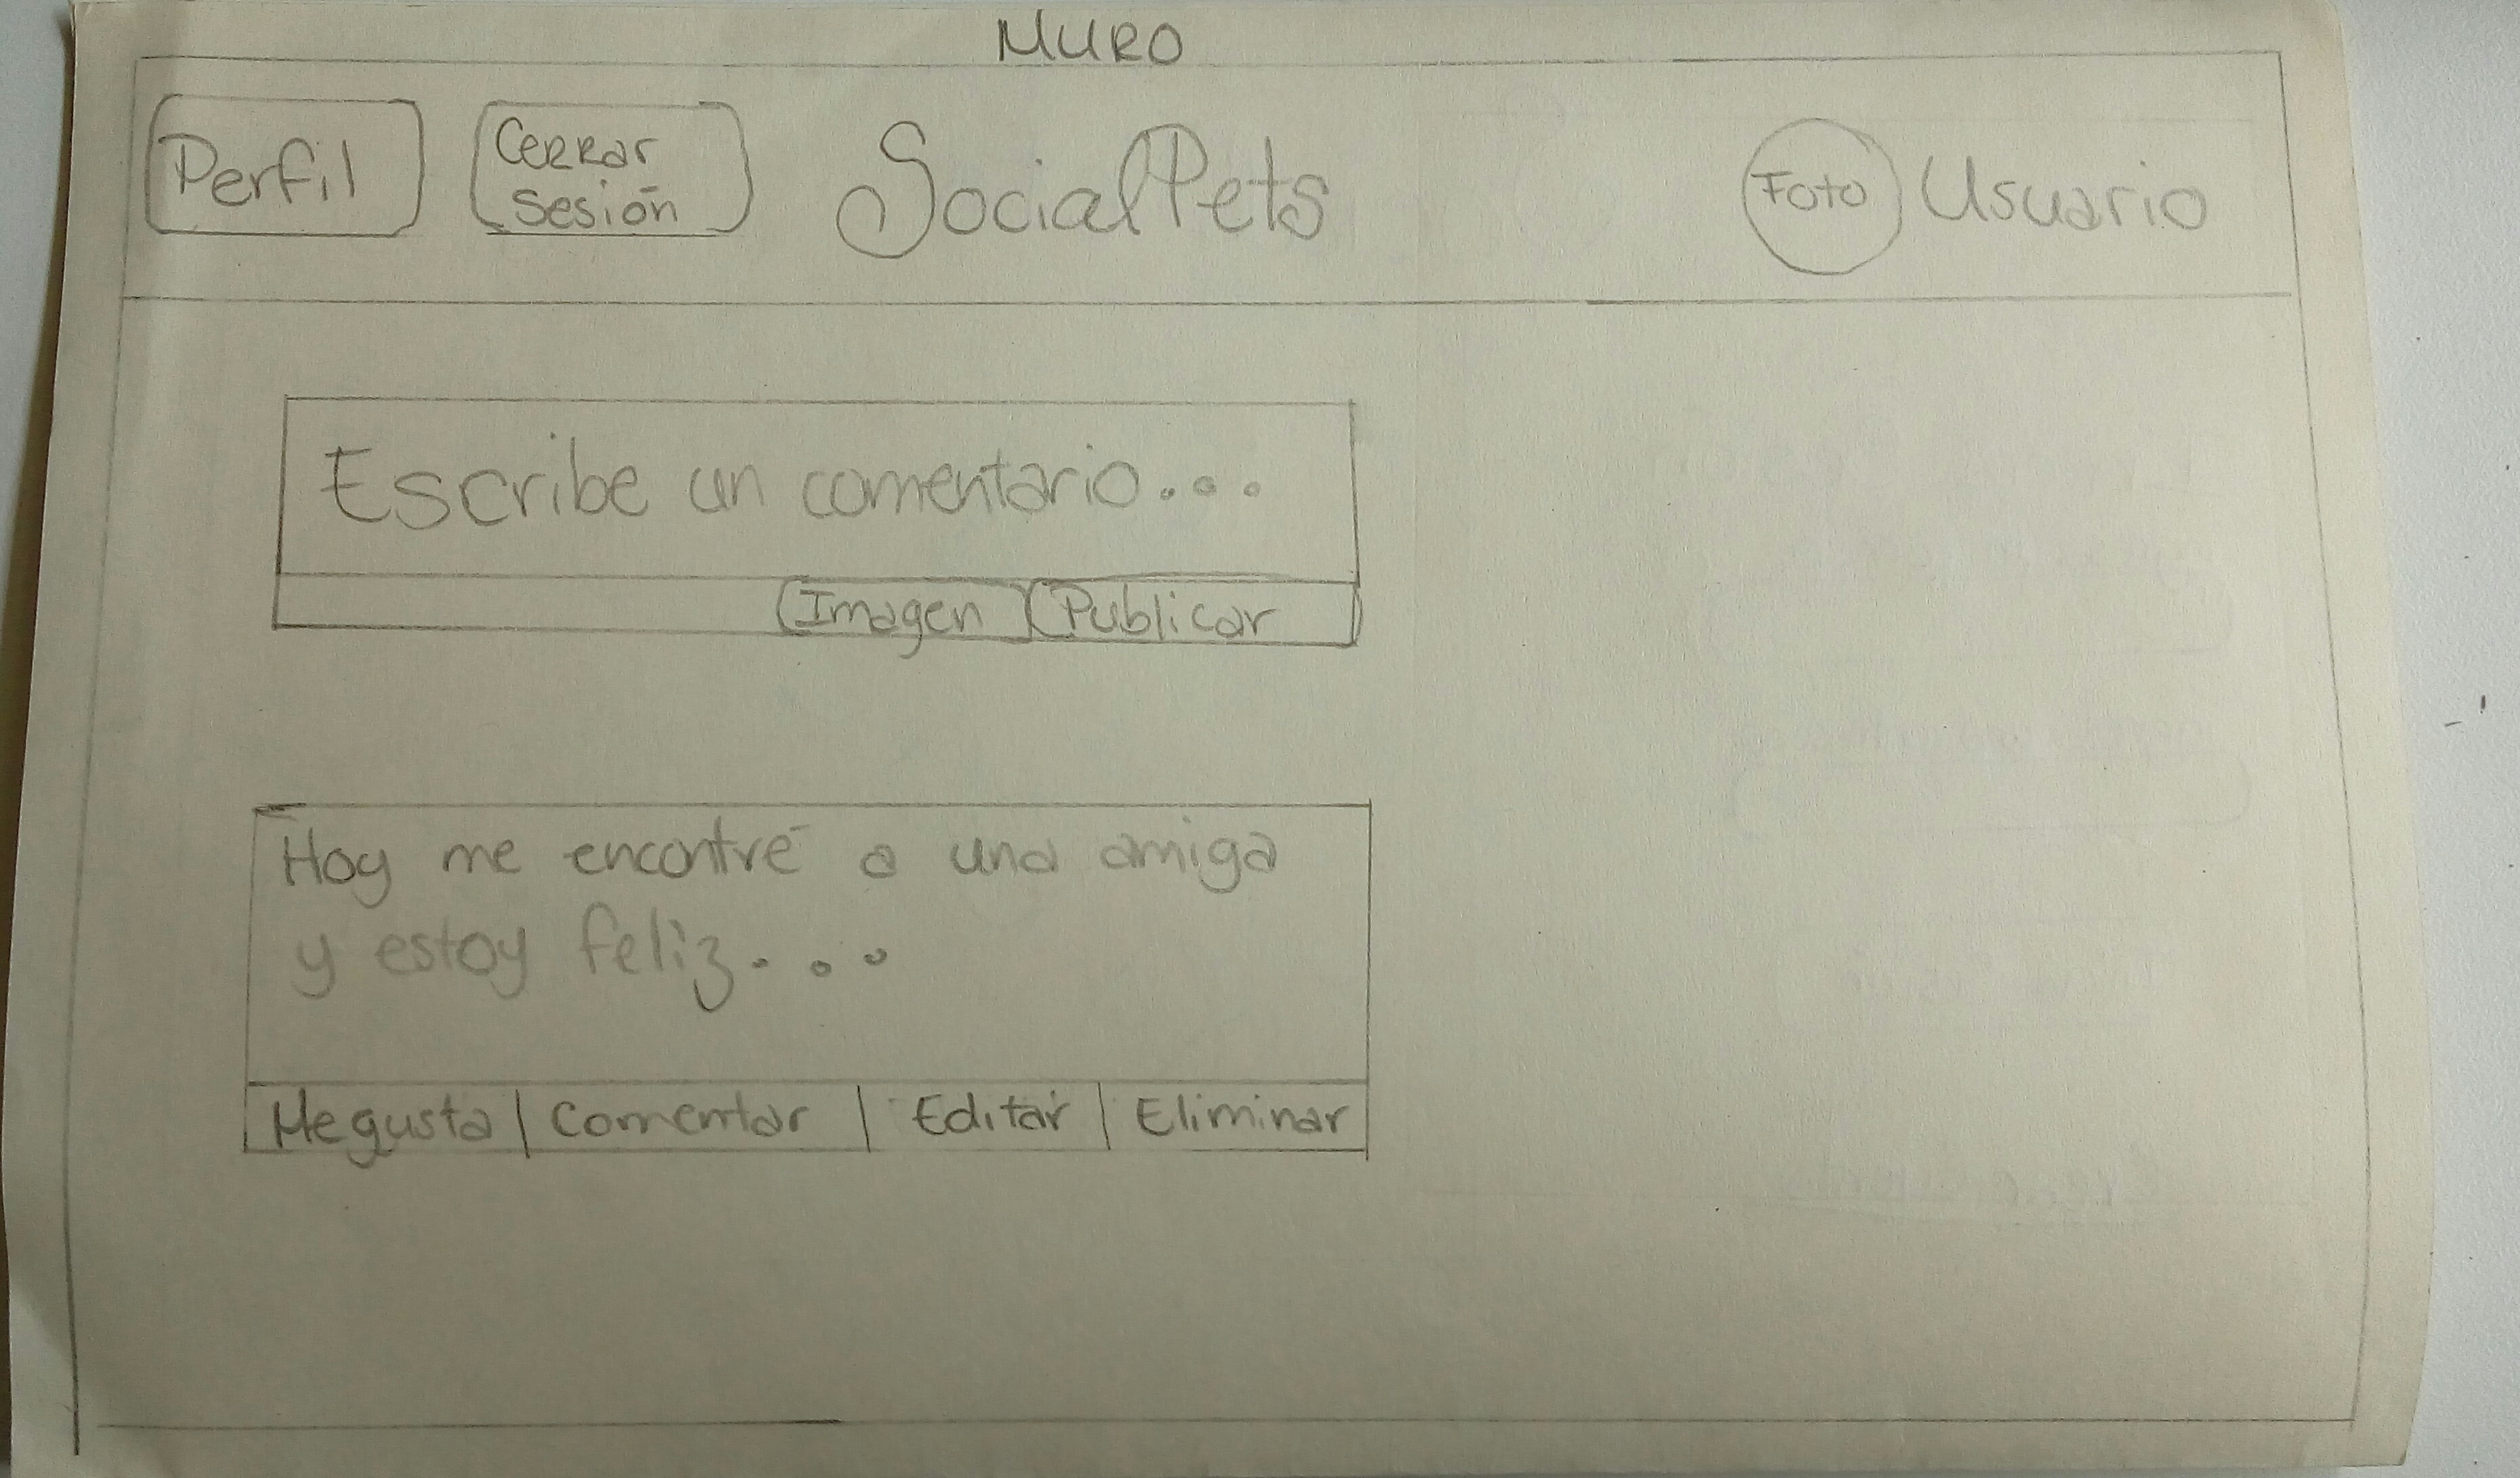 MURO
Perfil
Cerrar
sesión
SocialPets
Foto
Usuario
Escribe un comentario...
Imagen
Publicar
Hoy me encontré a una amiga
y estoy feliz...
Me gusta | Comentar | Editar | Eliminar